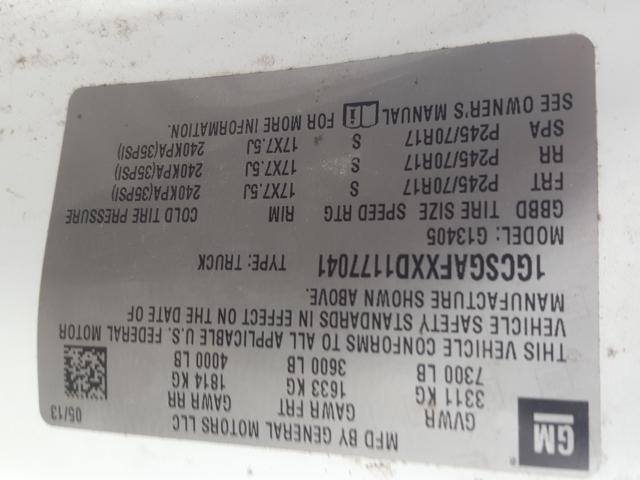 GM
MFD BY GENERAL MOTORS LLC 05/13
GVWR GAWR FRT GAWR RR
3311 KG 1633 KG 1814 KG
7300 LB 3600 LB 4000 LB
THIS VEHICLE CONFORMS TO ALL APPLICABLE U.S. FEDERAL MOTOR
VEHICLE SAFETY STANDARDS IN EFFECT ON THE DATE OF
MANUFACTURE SHOWN ABOVE.
1GCSGAFXXD1177041 TYPE: TRUCK
MODEL: G13405
GBBD TIRE SIZE SPEED RTG RIM COLD TIRE PRESSURE
FRT P245/70R17 S 17X7.5J 240KPA(35PSI)
RR P245/70R17 S 17X7.5J 240KPA(35PSI)
SPA P245/70R17 S 17X7.5J 240KPA(35PSI)
SEE OWNER'S MANUAL FOR MORE INFORMATION.